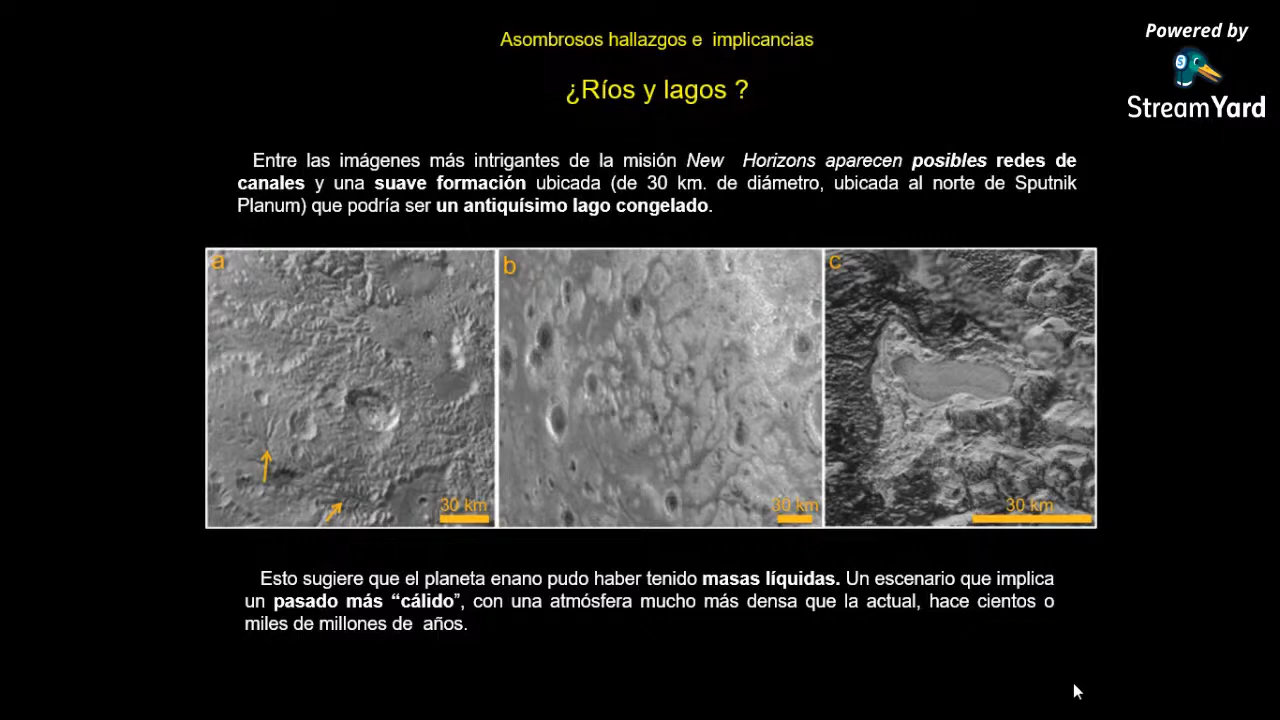 Asombrosos hallazgos e implicancias
Powered by
StreamYard
¿Ríos y lagos ?
Entre las imágenes más intrigantes de la misión New Horizons aparecen posibles redes de
canales y una suave formación ubicada (de 30 km. de diámetro, ubicada al norte de Sputnik
Planum) que podría ser un antiquísimo lago congelado.
a
b
c
30 km
30 km
30 km
Esto sugiere que el planeta enano pudo haber tenido masas líquidas. Un escenario que implica
un pasado más “cálido”, con una atmósfera mucho más densa que la actual, hace cientos o
miles de millones de años.